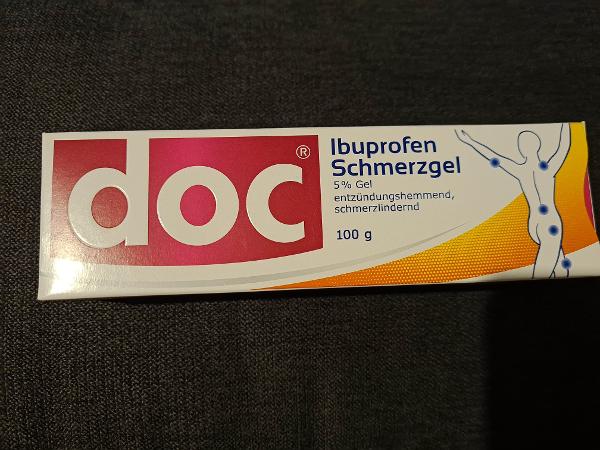 doc®
Ibuprofen
Schmerzgel
5% Gel
entzündungshemmend,
schmerzlindernd
100 g